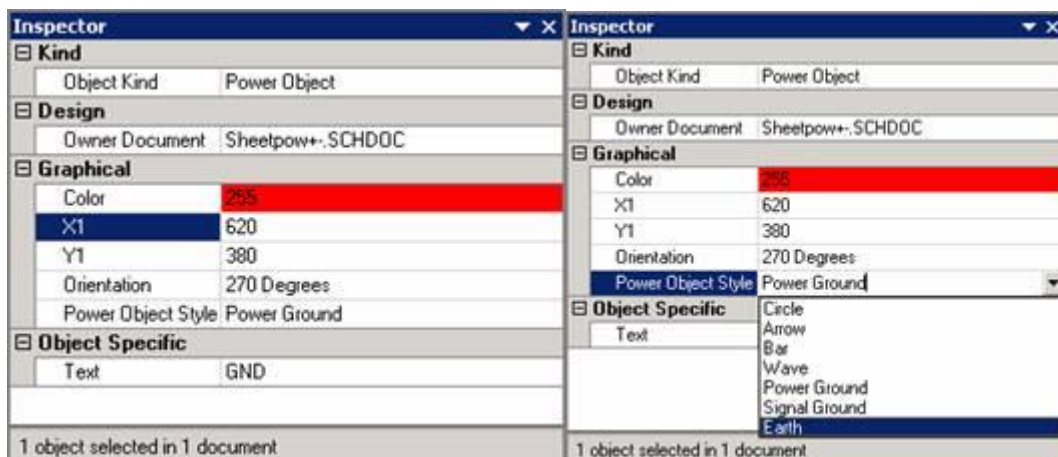 Inspector
Kind
Object Kind Power Object
Design
Owner Document Sheetpow+-.SCHDOC
Graphical
Color 255
X1 620
Y1 380
Orientation 270 Degrees
Power Object Style Power Ground
Object Specific
Text GND
1 object selected in 1 document
Inspector
Kind
Object Kind Power Object
Design
Owner Document Sheetpow+-.SCHDOC
Graphical
Color 255
X1 620
Y1 380
Orientation 270 Degrees
Power Object Style Power Ground
Object Specific
Text
Circle
Arrow
Bar
Wave
Power Ground
Signal Ground
Earth
1 object selected in 1 document